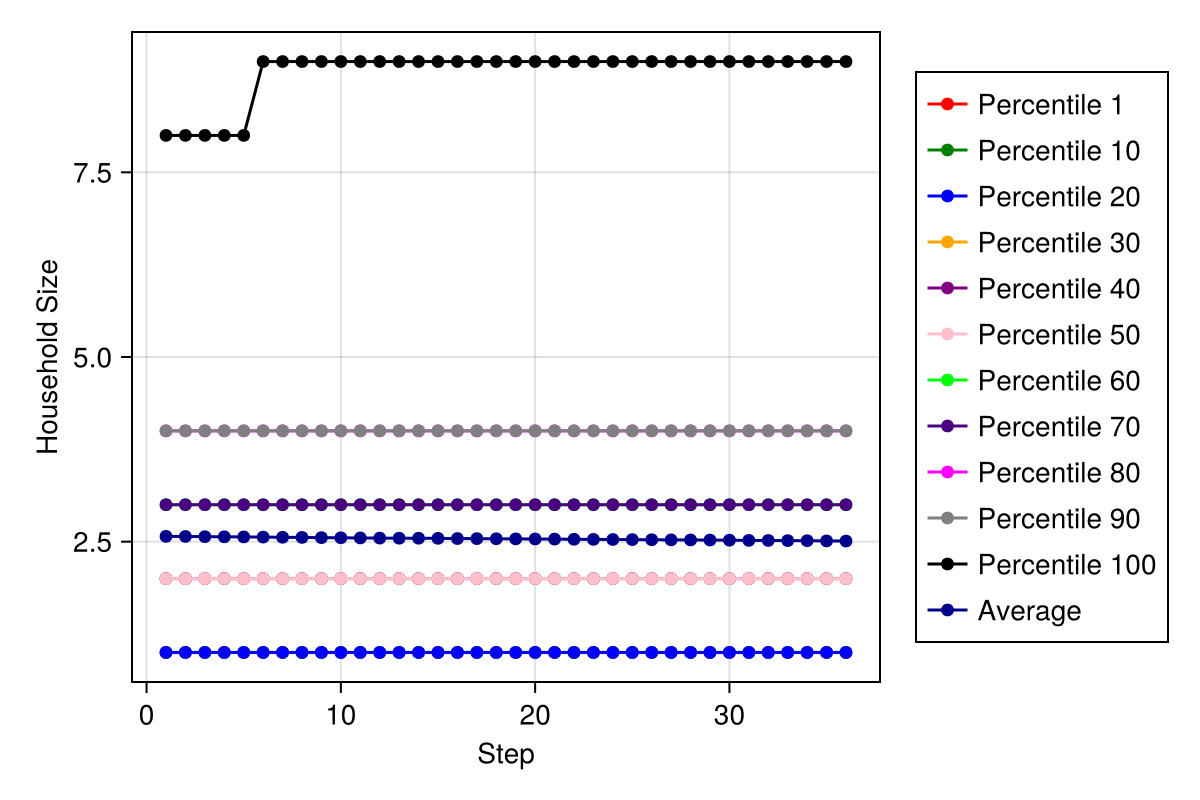 Household Size
7.5
5.0
2.5
0
10
20
30
Step
Percentile 1
Percentile 10
Percentile 20
Percentile 30
Percentile 40
Percentile 50
Percentile 60
Percentile 70
Percentile 80
Percentile 90
Percentile 100
Average